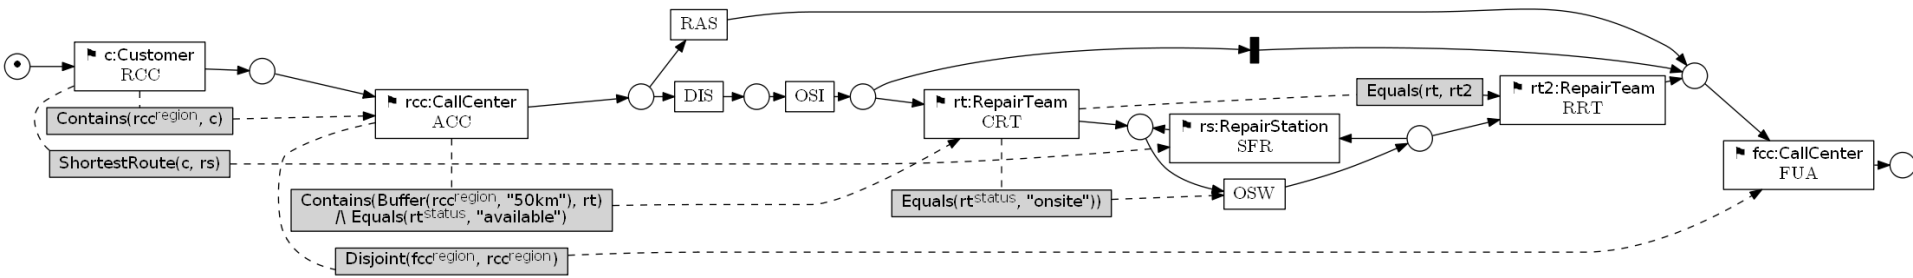 RAS
⚑ c:Customer
RCC
Contains(rcc^region, c)
ShortestRoute(c, rs)
⚑ rcc:CallCenter
ACC
DIS
OSI
Contains(Buffer(rcc^region, "50km"), rt)
/\ Equals(rt^status, "available")
Disjoint(fcc^region, rcc^region)
⚑ rt:RepairTeam
CRT
Equals(rt^status, "onsite"))
⚑ rs:RepairStation
SFR
OSW
Equals(rt, rt2
⚑ rt2:RepairTeam
RRT
⚑ fcc:CallCenter
FUA